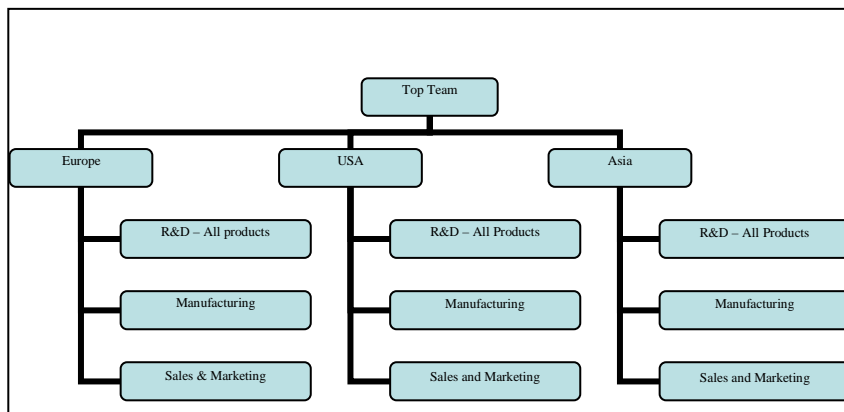 Top Team
Europe
USA
Asia
R&D – All products
R&D – All Products
R&D – All Products
Manufacturing
Manufacturing
Manufacturing
Sales & Marketing
Sales and Marketing
Sales and Marketing